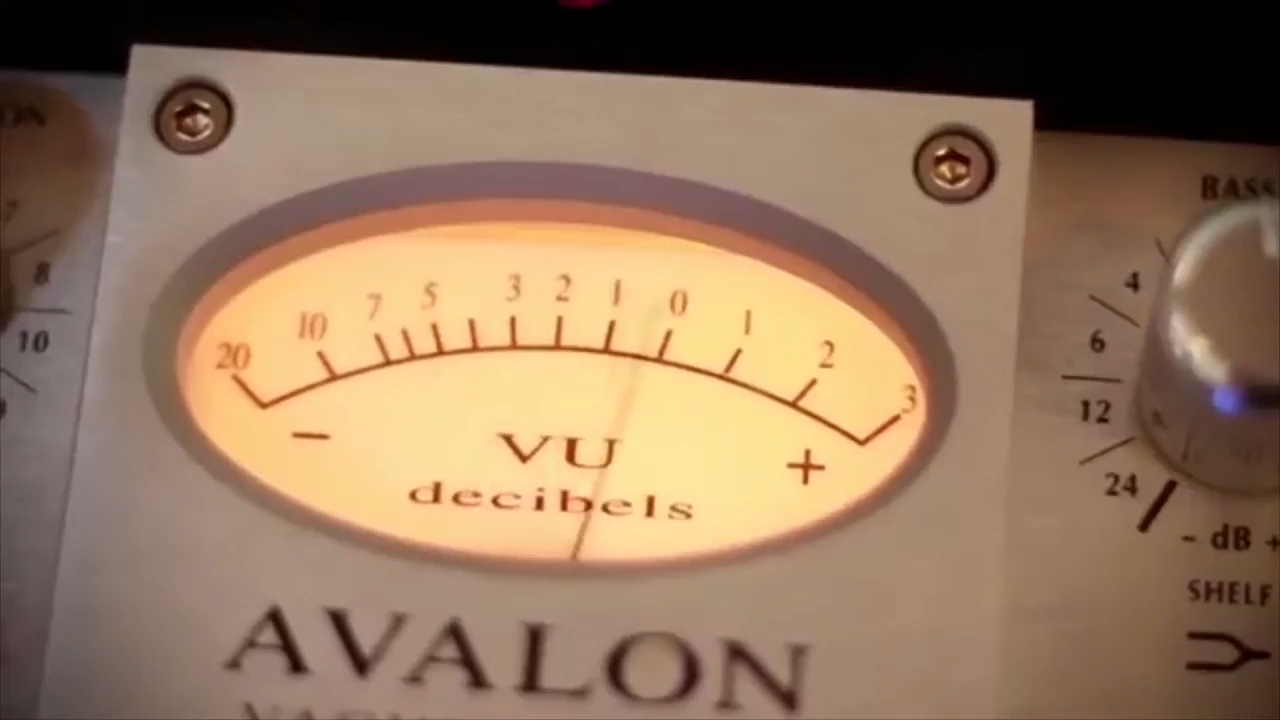 20 10 7 5 3 2 1 0 1 2 3
- +
VU
decibels
AVALON
8
10
4
6
12
24
- dB +
SHELF